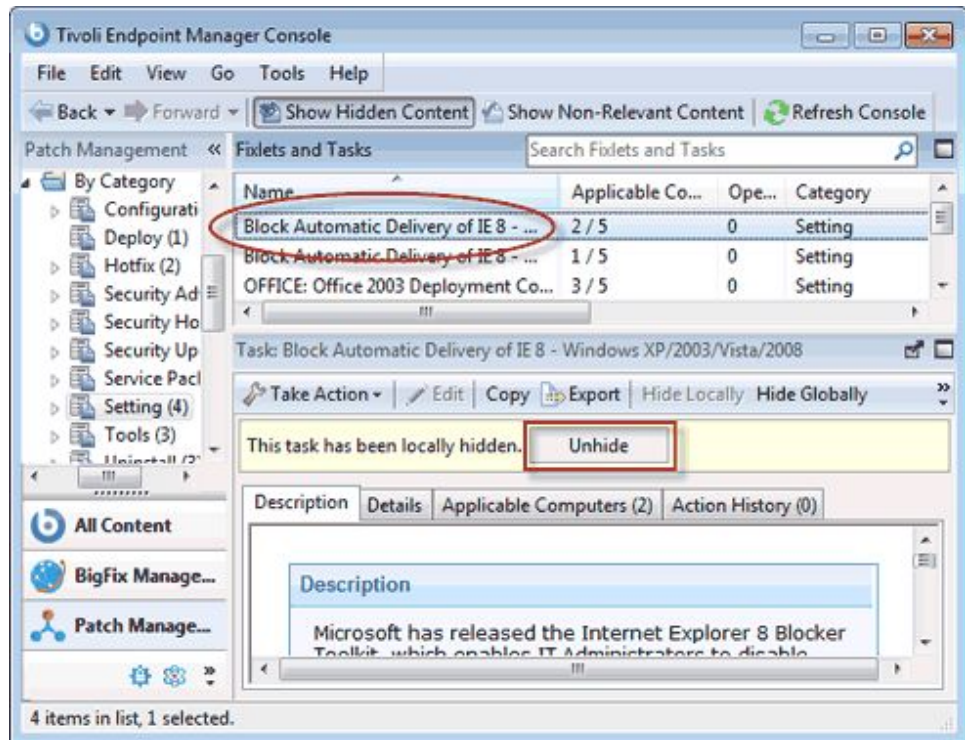 Tivoli Endpoint Manager Console
File Edit View Go Tools Help
Back Forward Show Hidden Content Show Non-Relevant Content Refresh Console
Patch Management « Fixlets and Tasks Search Fixlets and Tasks
By Category
Configurati
Deploy (1)
Hotfix (2)
Security Ad
Security Ho
Security Up
Service Pacl
Setting (4)
Tools (3)
Name Applicable Co... Ope... Category
Block Automatic Delivery of IE 8 - ... 2 / 5 0 Setting
Block Automatic Delivery of IE 8 - ... 1 / 5 0 Setting
OFFICE: Office 2003 Deployment Co... 3 / 5 0 Setting
Task: Block Automatic Delivery of IE 8 - Windows XP/2003/Vista/2008
Take Action Edit Copy Export Hide Locally Hide Globally »
This task has been locally hidden. Unhide
Description Details Applicable Computers (2) Action History (0)
Description
Microsoft has released the Internet Explorer 8 Blocker
Toolkit, which enables IT Administrators to disable
All Content
BigFix Manage...
Patch Manage...
»
4 items in list, 1 selected.